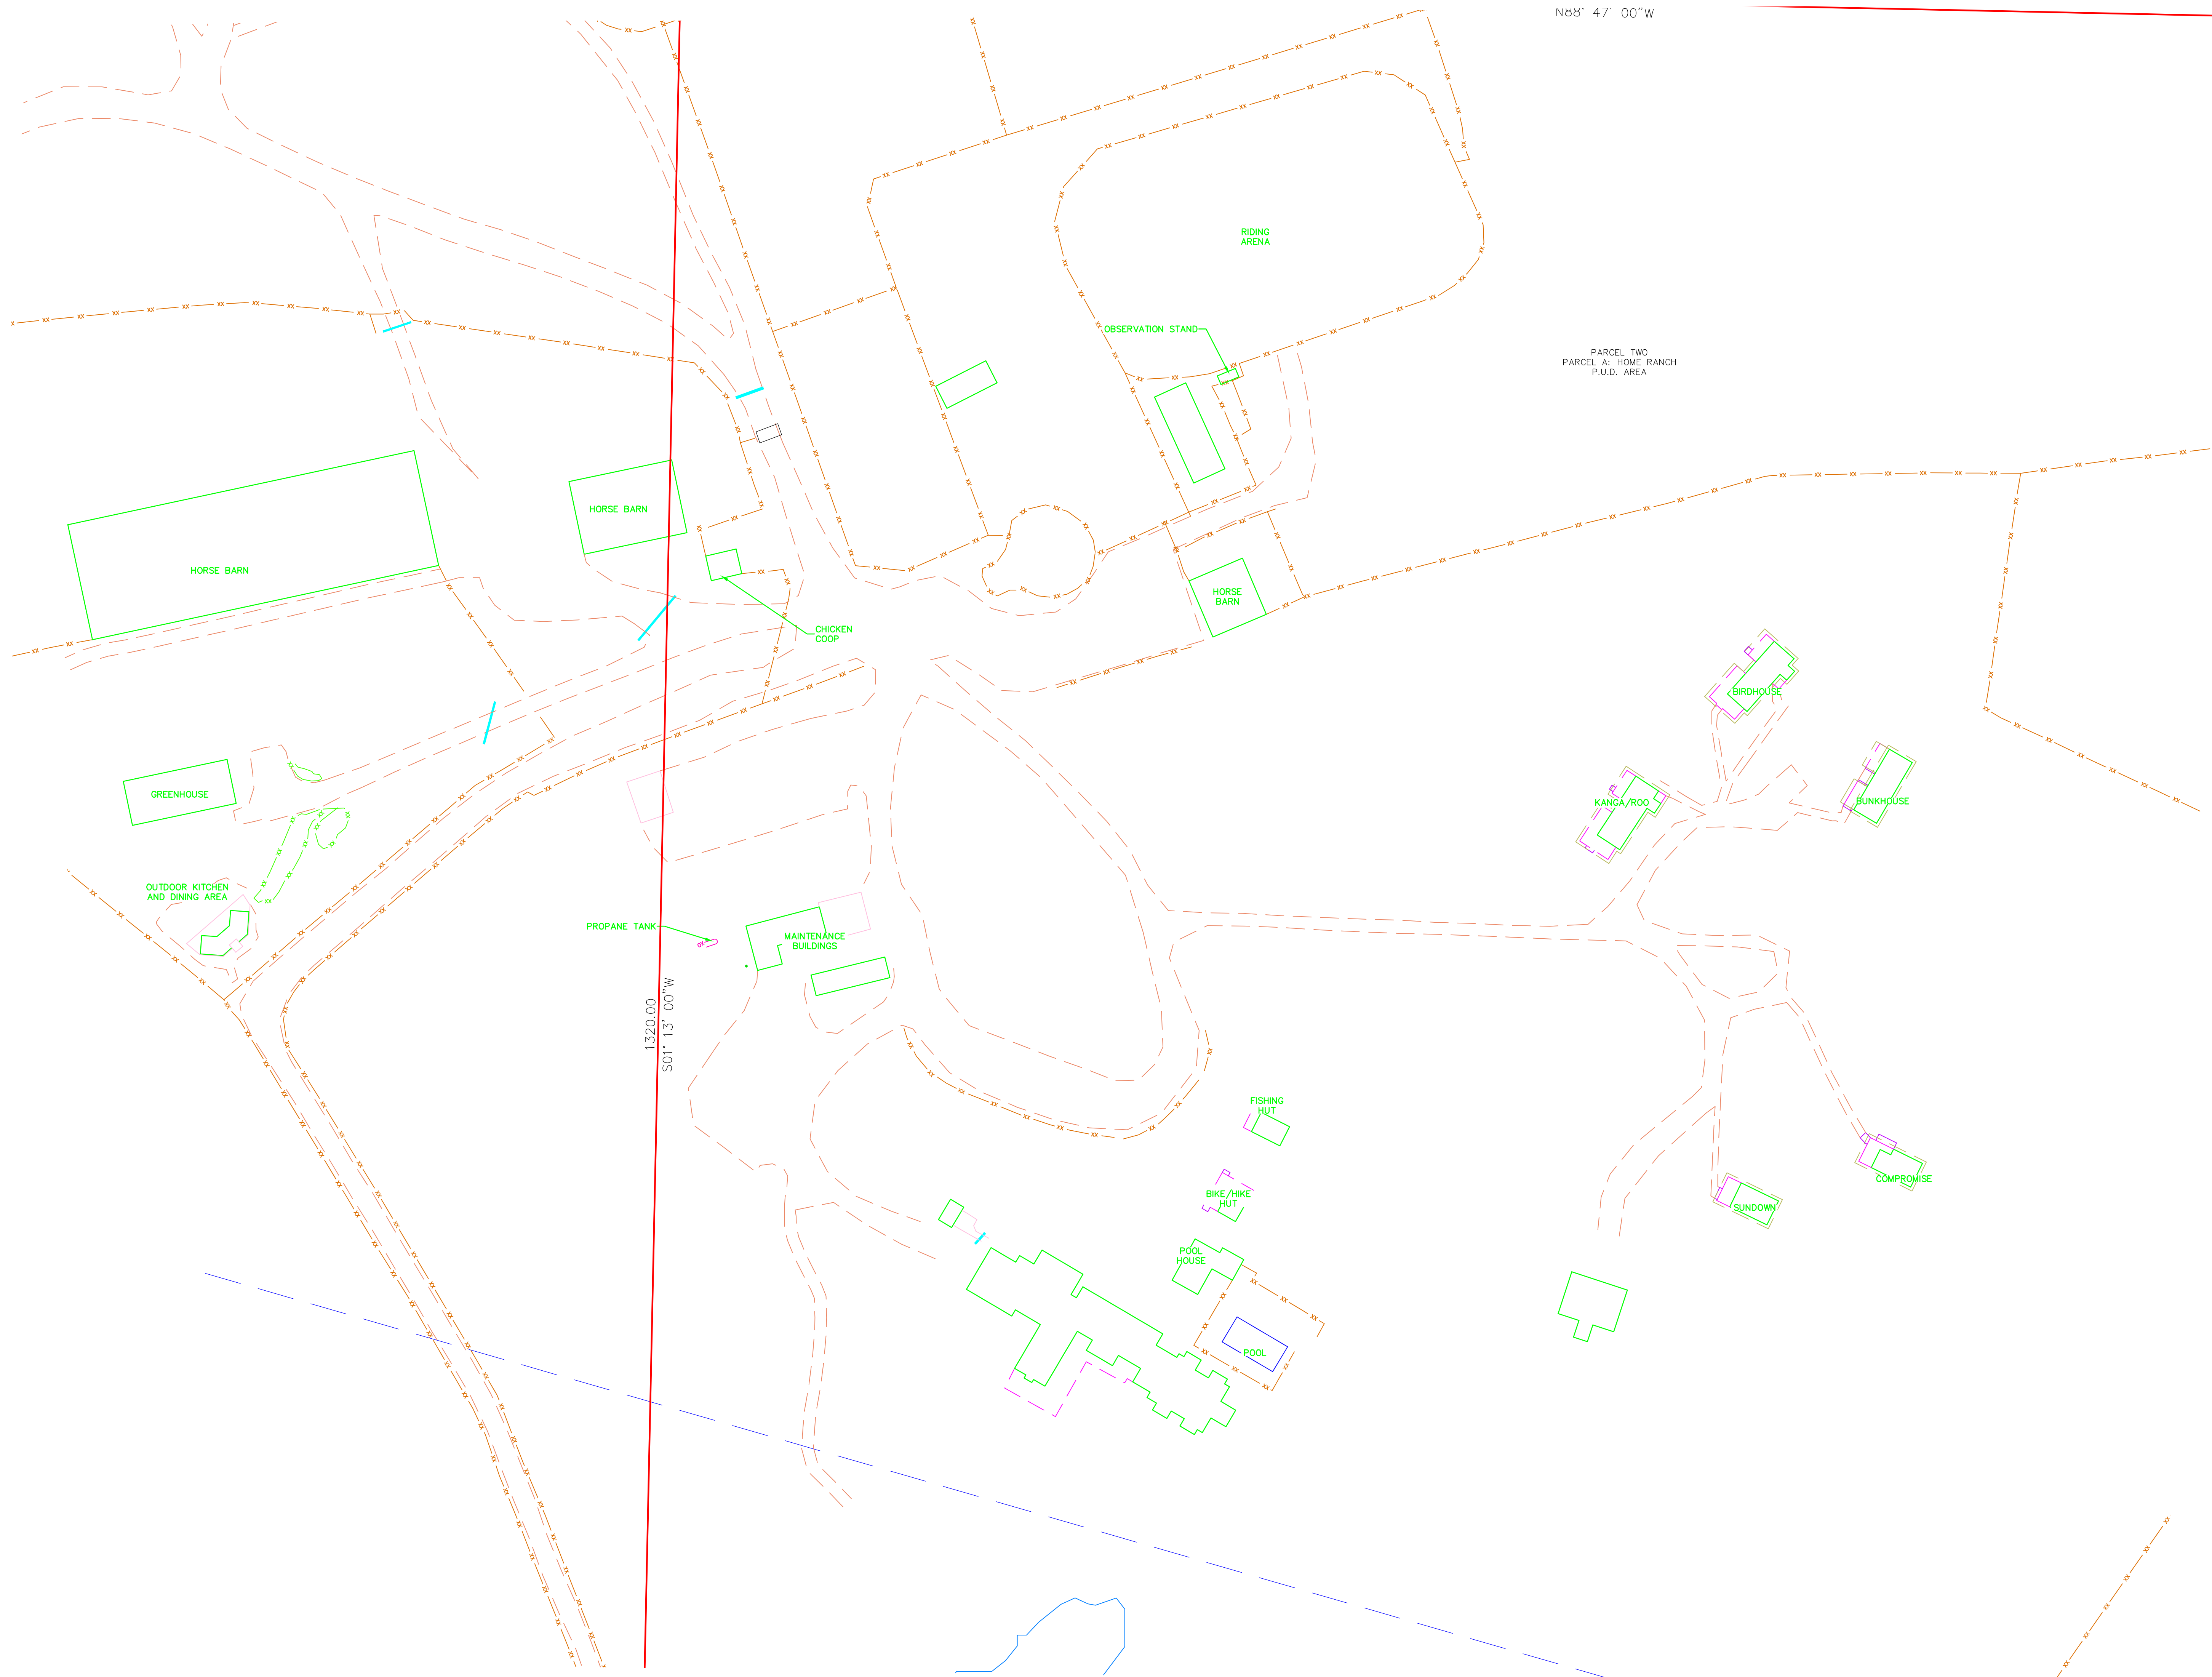 N88° 47' 00"W
RIDING
ARENA
OBSERVATION STAND
PARCEL TWO
PARCEL A: HOME RANCH
P.U.D. AREA
HORSE BARN
HORSE BARN
HORSE
BARN
CHICKEN
COOP
BIRDHOUSE
GREENHOUSE
KANGA/ROO
BUNKHOUSE
OUTDOOR KITCHEN
AND DINING AREA
PROPANE TANK
MAINTENANCE
BUILDINGS
1320.00
S01° 13' 00"W
FISHING
HUT
COMPROMISE
BIKE/HIKE
HUT
SUNDOWN
POOL
HOUSE
POOL